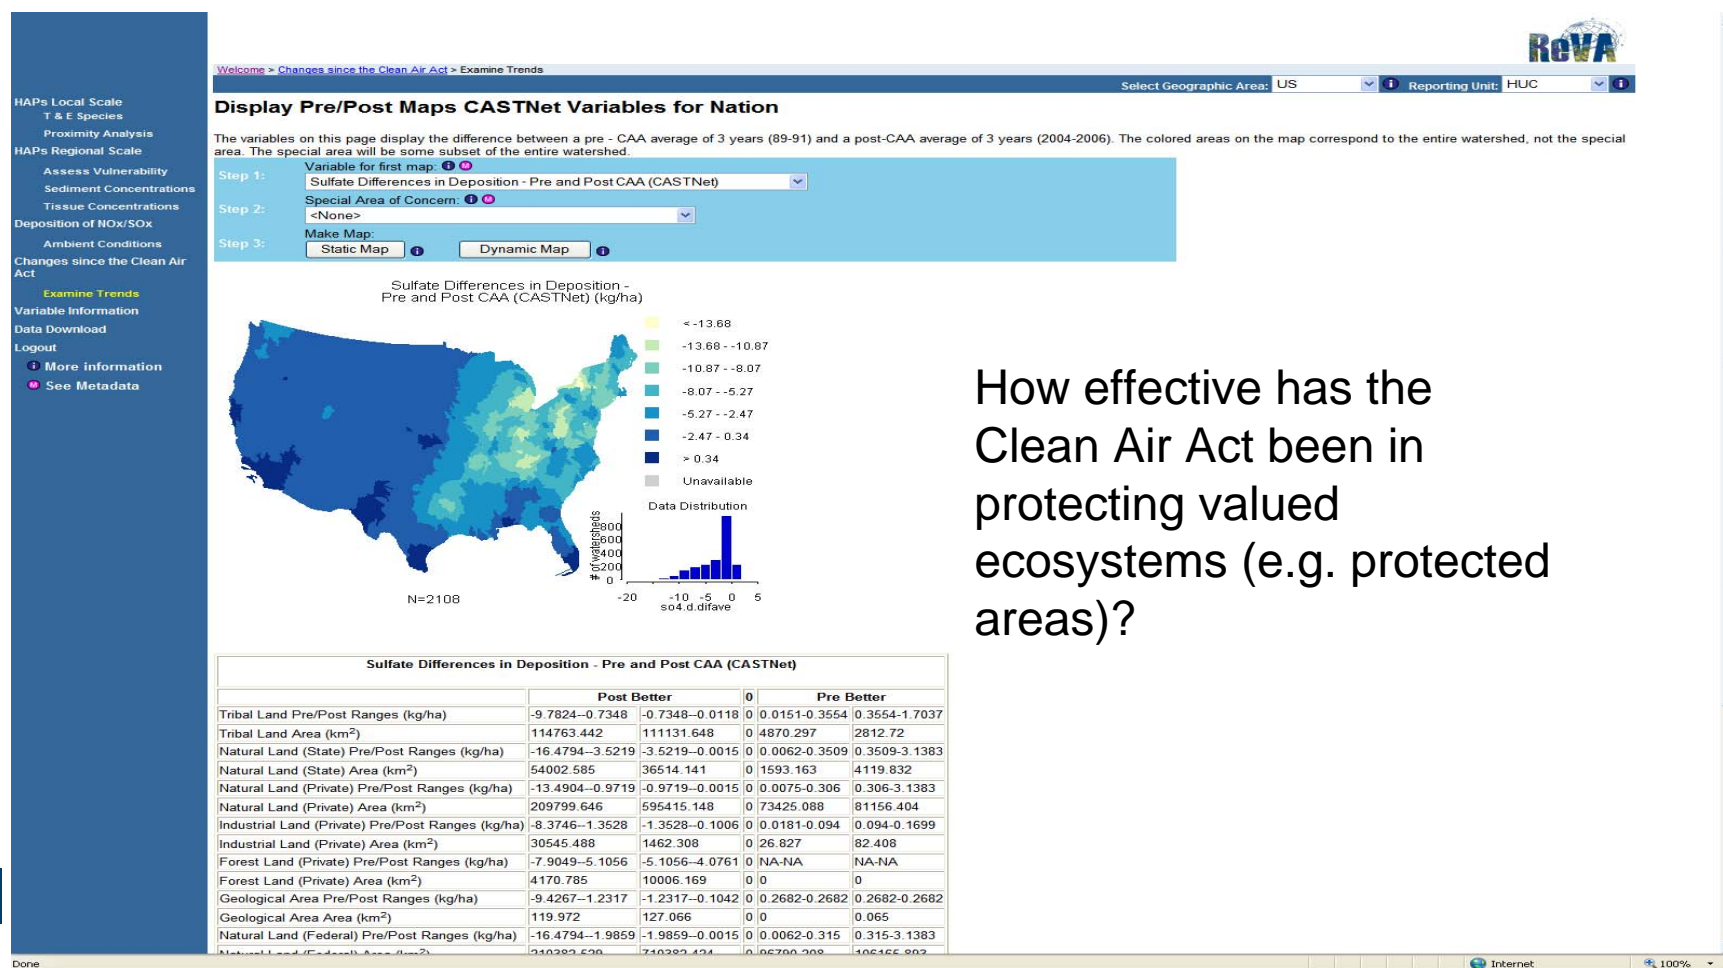 ReVA
Welcome > Changes since the Clean Air Act > Examine Trends
Select Geographic Area: US Reporting Unit: HUC
HAPs Local Scale
T & E Species
Proximity Analysis
HAPs Regional Scale
Assess Vulnerability
Sediment Concentrations
Tissue Concentrations
Deposition of NOx/SOx
Ambient Conditions
Changes since the Clean Air
Act
Examine Trends
Variable Information
Data Download
Logout
More information
See Metadata
Display Pre/Post Maps CASTNet Variables for Nation
The variables on this page display the difference between a pre - CAA average of 3 years (89-91) and a post-CAA average of 3 years (2004-2006). The colored areas on the map correspond to the entire watershed, not the special
area. The special area will be some subset of the entire watershed.
Step 1: Variable for first map:
Sulfate Differences in Deposition - Pre and Post CAA (CASTNet)
Step 2: Special Area of Concern:
<None>
Step 3: Make Map:
Static Map Dynamic Map
Sulfate Differences in Deposition -
Pre and Post CAA (CASTNet) (kg/ha)
< -13.68
-13.68 - -10.87
-10.87 - -8.07
-8.07 - -5.27
-5.27 - -2.47
-2.47 - 0.34
> 0.34
Unavailable
Data Distribution
# of watersheds
800
600
400
200
0
-20 -10 -5 0 5
so4.d.difave
N=2108
How effective has the
Clean Air Act been in
protecting valued
ecosystems (e.g. protected
areas)?
Sulfate Differences in Deposition - Pre and Post CAA (CASTNet)
Post Better 0 Pre Better
Tribal Land Pre/Post Ranges (kg/ha) -9.7824--0.7348 -0.7348--0.0118 0 0.0151-0.3554 0.3554-1.7037
Tribal Land Area (km²) 114763.442 111131.648 0 4870.297 2812.72
Natural Land (State) Pre/Post Ranges (kg/ha) -16.4794--3.5219 -3.5219--0.0015 0 0.0062-0.3509 0.3509-3.1383
Natural Land (State) Area (km²) 54002.585 36514.141 0 1593.163 4119.832
Natural Land (Private) Pre/Post Ranges (kg/ha) -13.4904--0.9719 -0.9719--0.0015 0 0.0075-0.306 0.306-3.1383
Natural Land (Private) Area (km²) 209799.646 595415.148 0 73425.088 81156.404
Industrial Land (Private) Pre/Post Ranges (kg/ha) -8.3746--1.3528 -1.3528--0.1006 0 0.0181-0.094 0.094-0.1699
Industrial Land (Private) Area (km²) 30545.488 1462.308 0 26.827 82.408
Forest Land (Private) Pre/Post Ranges (kg/ha) -7.9049--5.1056 -5.1056--4.0761 0 NA-NA NA-NA
Forest Land (Private) Area (km²) 4170.785 10006.169 0 0 0
Geological Area Pre/Post Ranges (kg/ha) -9.4267--1.2317 -1.2317--0.1042 0 0.2682-0.2682 0.2682-0.2682
Geological Area Area (km²) 119.972 127.066 0 0 0.065
Natural Land (Federal) Pre/Post Ranges (kg/ha) -16.4794--1.9859 -1.9859--0.0015 0 0.0062-0.315 0.315-3.1383
Done Internet 100%